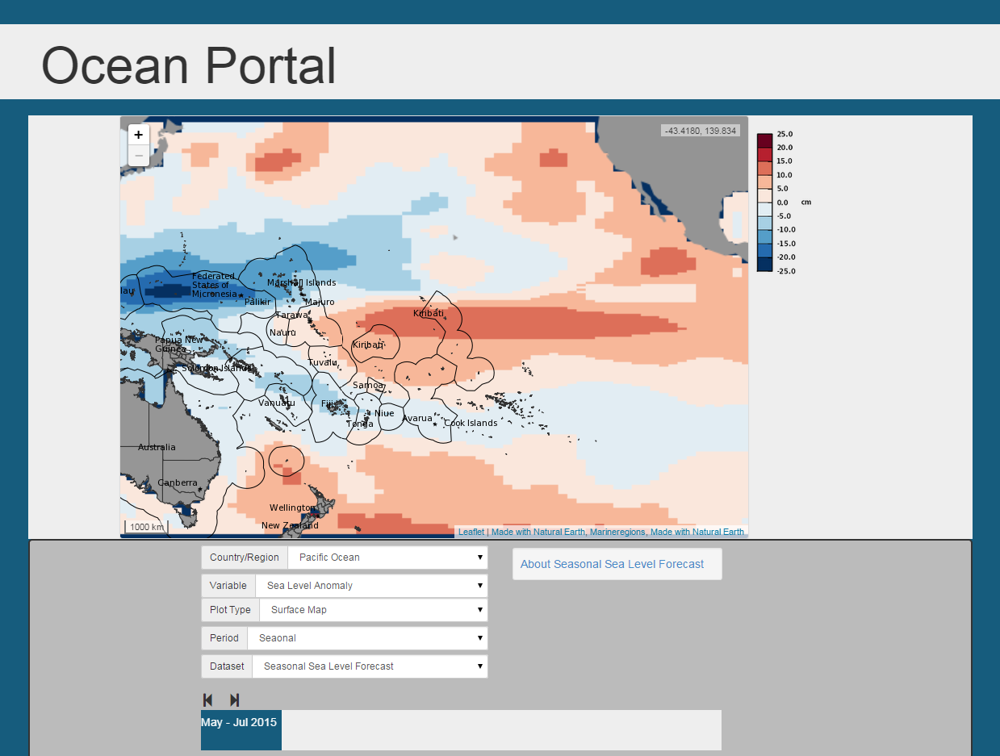 Ocean Portal
+
−
-43.4180, 139.834
25.0
20.0
15.0
10.0
5.0
0.0
cm
-5.0
-10.0
-15.0
-20.0
-25.0
lau
Federated
States of
Micronesia
Marshall Islands
Palikir
Majuro
Tarawa
Kiribati
Nauru
Papua New
Guinea
Kiribati
Solomon Islands
Tuvalu
Samoa
Vanuatu
Fiji
Niue
Tonga
Avarua
Cook Islands
Australia
Canberra
Wellington
New Zealand
1000 km
Leaflet | Made with Natural Earth, Marineregions, Made with Natural Earth
Country/Region Pacific Ocean
About Seasonal Sea Level Forecast
Variable Sea Level Anomaly
Plot Type Surface Map
Period Seaonal
Dataset Seasonal Sea Level Forecast
May - Jul 2015